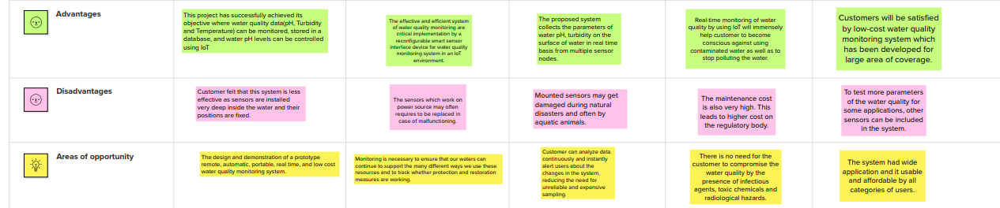 Advantages
This project has successfully achieved its
objective where water quality data(pH, Turbidity
and Temperature) can be monitored, stored in a
database, and water pH levels can be controlled
using IoT
The effective and efficient system
of water quality monitoring are
critical implementation by a
reconfigurable smart sensor
interface device for water quality
monitoring system in an IoT
environment.
The proposed system
collects the parameters of
water pH, turbidity on the
surface of water in real time
basis from multiple sensor
nodes.
Real-time monitoring of water
quality by using IoT will immensely
help customer to become
conscious against using
contaminated water as well as to
stop polluting the water.
Customers will be satisfied
by low-cost water quality
monitoring system which
has been developed for
large area of coverage.
Disadvantages
Customer felt that this system is less
effective as sensors are installed
very deep inside the water and their
positions are fixed.
The sensors which work on
power source may often
requires to be replaced in
case of malfunctioning.
Mounted sensors may get
damaged during natural
disasters and often by
aquatic animals.
The maintenance cost
is also very high. This
leads to higher cost on
the regulatory body.
To test more parameters
of the water quality for
some applications, other
sensors can be included
in the system.
Areas of opportunity
The design and demonstration of a prototype
remote, automatic, portable, real time, and low cost
water quality monitoring system.
Monitoring is necessary to ensure that our waters can
continue to support the many different ways we use these
resources and to track whether protection and restoration
measures are working.
Customer can analyze data
continuously and instantly
alert users about the
changes in the system,
reducing the need for
unreliable and expensive
sampling.
There is no need for the
customer to compromise the
water quality by the
presence of infectious
agents, toxic chemicals and
radiological hazards.
The system had wide
application and it usable
and affordable by all
categories of users.